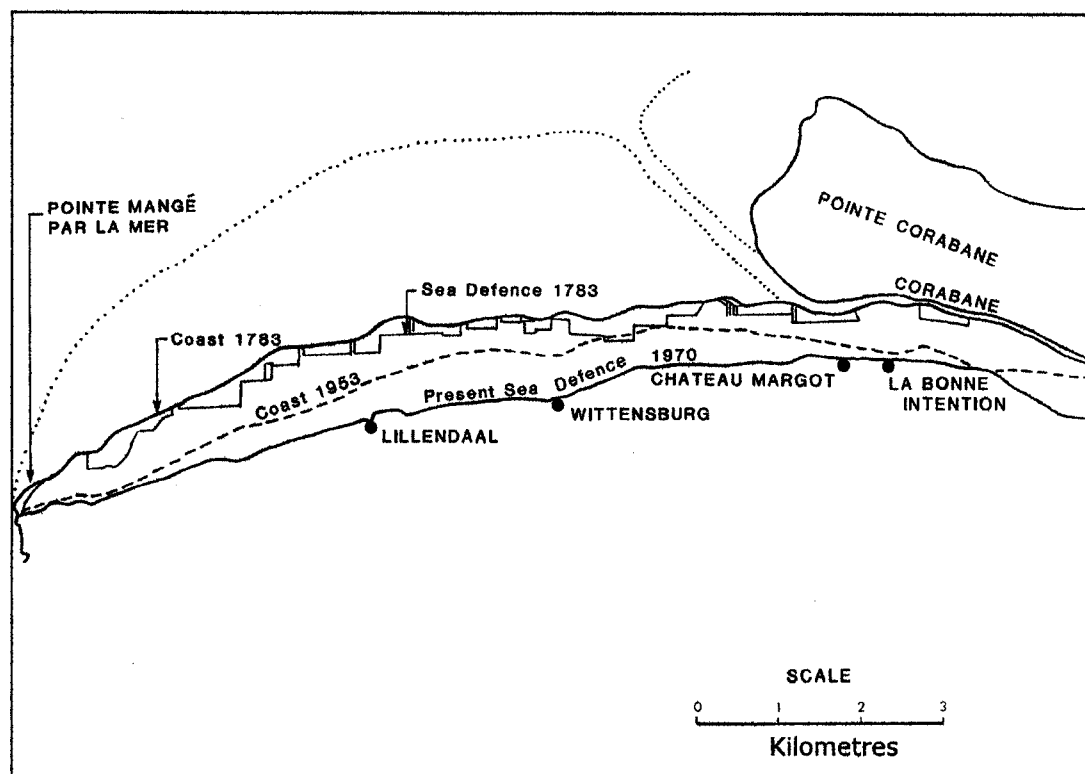 POINTE MANGÉ
PAR LA MER
POINTE CORABANE
CORABANE
Sea Defence 1783
Coast 1783
Coast 1953
Present Sea Defence 1970
CHATEAU MARGOT
LA BONNE
INTENTION
WITTENSBURG
LILLENDAAL
SCALE
0 1 2 3
Kilometres